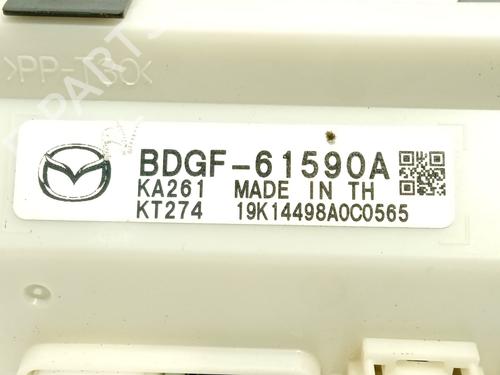 >PP-T30<
BDGF-61590A
KA261 MADE IN TH
KT274 19K14498A0C0565